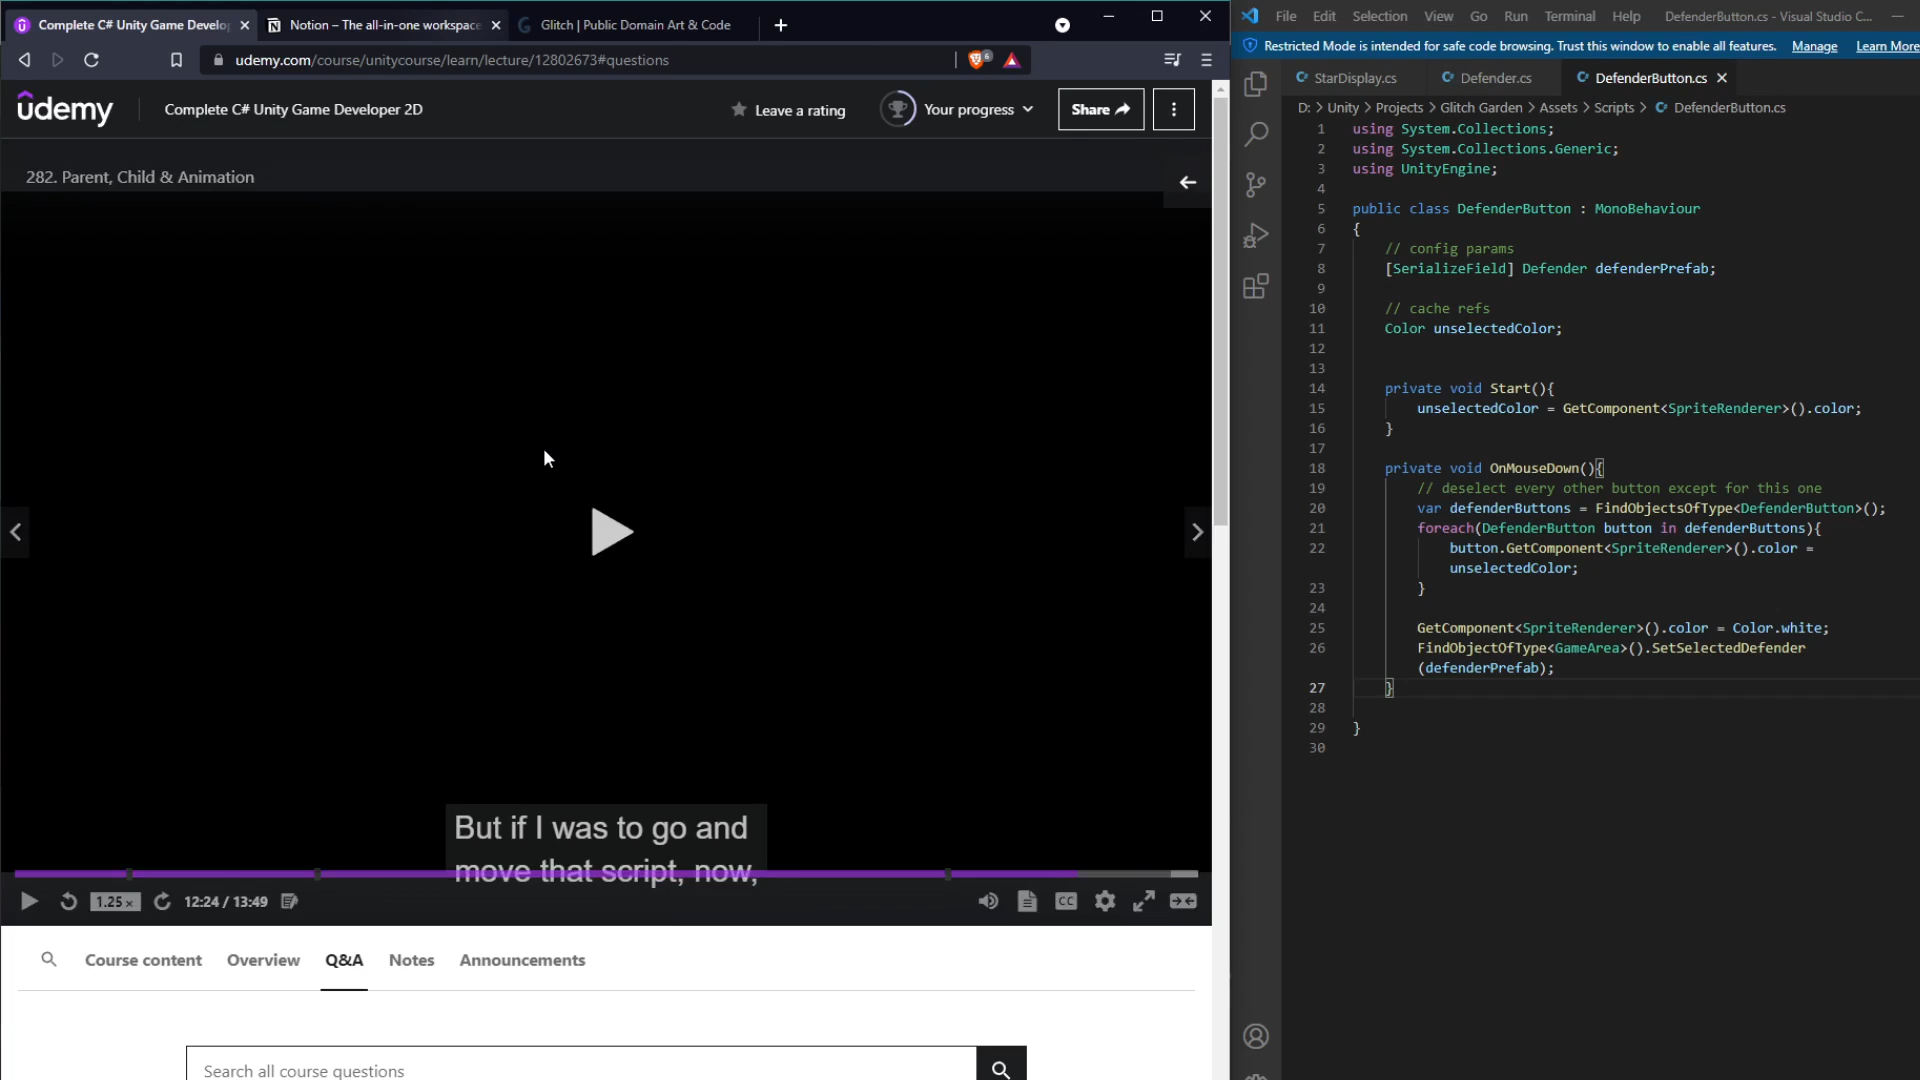 Complete C# Unity Game Develop
Notion – The all-in-one workspace
Glitch | Public Domain Art & Code
udemy.com/course/unitycourse/learn/lecture/12802673#questions
6
udemy
Complete C# Unity Game Developer 2D
Leave a rating
Your progress
Share
282. Parent, Child & Animation
But if I was to go and
move that script, now,
1.25x
12:24 / 13:49
CC
Course content
Overview
Q&A
Notes
Announcements
Search all course questions
File Edit Selection View Go Run Terminal Help
DefenderButton.cs - Visual Studio C...
Restricted Mode is intended for safe code browsing. Trust this window to enable all features.
Manage
Learn More
StarDisplay.cs
Defender.cs
DefenderButton.cs
D: > Unity > Projects > Glitch Garden > Assets > Scripts > DefenderButton.cs
1 using System.Collections;
2 using System.Collections.Generic;
3 using UnityEngine;
4
5 public class DefenderButton : MonoBehaviour
6 {
7 // config params
8 [SerializeField] Defender defenderPrefab;
9
10 // cache refs
11 Color unselectedColor;
12
13
14 private void Start(){
15 unselectedColor = GetComponent<SpriteRenderer>().color;
16 }
17
18 private void OnMouseDown(){
19 // deselect every other button except for this one
20 var defenderButtons = FindObjectsOfType<DefenderButton>();
21 foreach(DefenderButton button in defenderButtons){
22 button.GetComponent<SpriteRenderer>().color =
unselectedColor;
23 }
24
25 GetComponent<SpriteRenderer>().color = Color.white;
26 FindObjectOfType<GameArea>().SetSelectedDefender
(defenderPrefab);
27 }
28
29 }
30